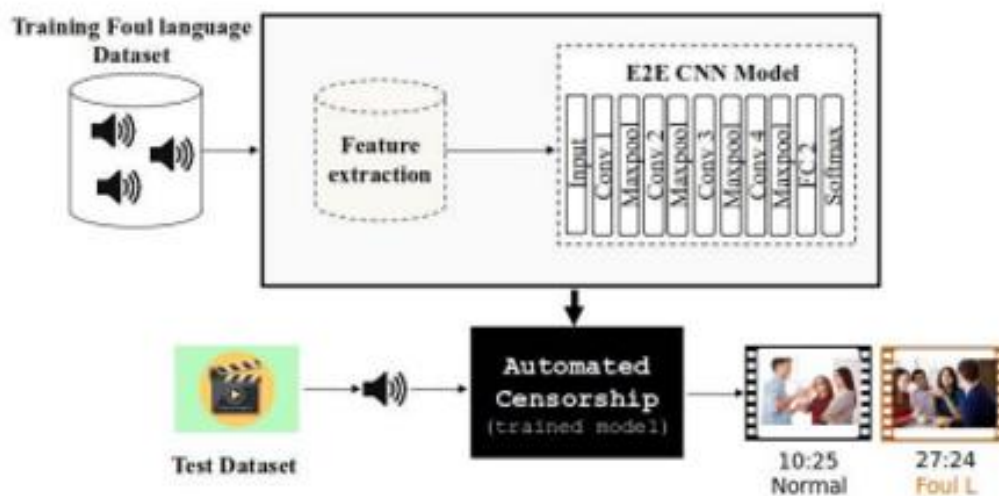 Training Foul language
Dataset
E2E CNN Model
Feature
extraction
Input
Conv 1
Maxpool
Conv 2
Maxpool
Conv 3
Maxpool
Conv 4
Maxpool
FC 2
Softmax
Automated
Censorship
(trained model)
Test Dataset
10:25
Normal
27:24
Foul L